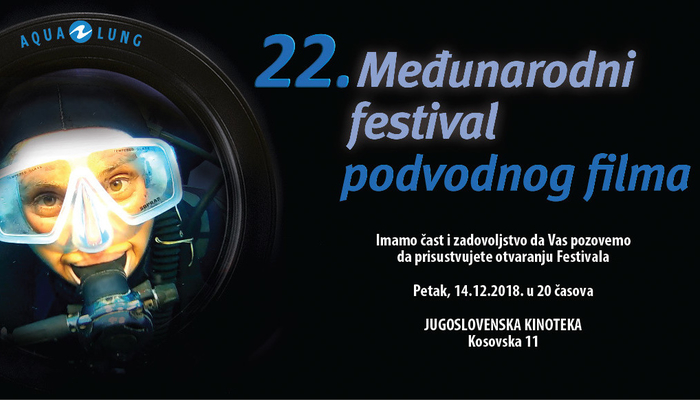 AQUA LUNG
22. Međunarodni
festival
podvodnog filma
Imamo čast i zadovoljstvo da Vas pozovemo
da prisustvujete otvaranju Festivala
Petak, 14.12.2018. u 20 časova
JUGOSLOVENSKA KINOTEKA
Kosovska 11